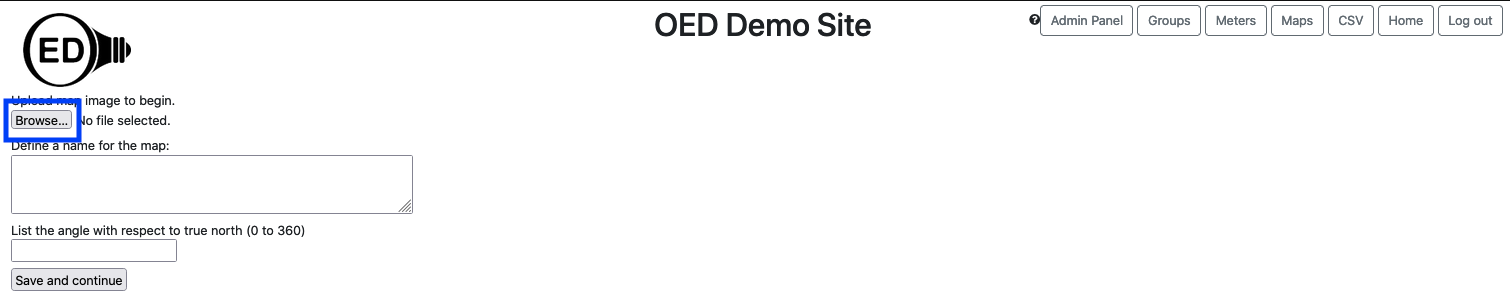 ED
OED Demo Site
? Admin Panel Groups Meters Maps CSV Home Log out
Upload map image to begin.
Browse... No file selected.
Define a name for the map:
List the angle with respect to true north (0 to 360)
Save and continue